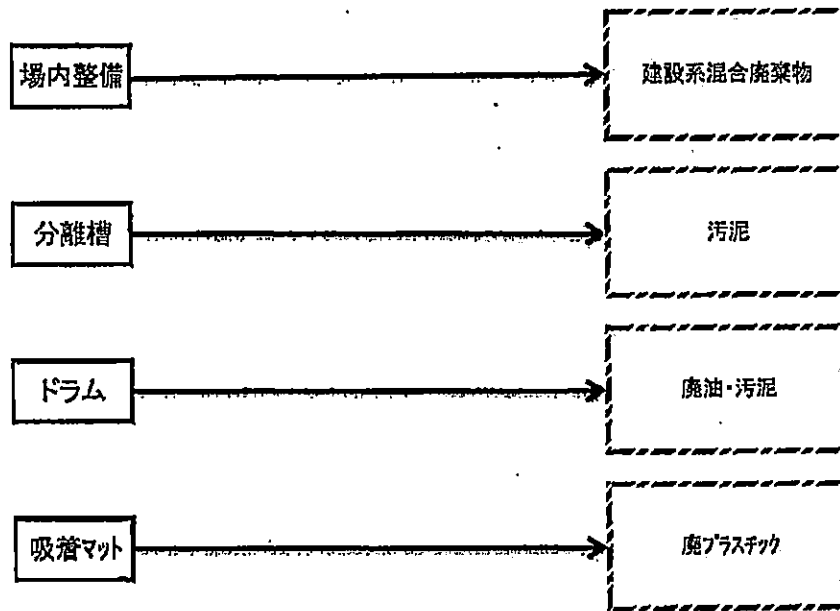 場内整備
建設系混合廃棄物
分離槽
汚泥
ドラム
廃油・汚泥
吸着マット
廃プラスチック